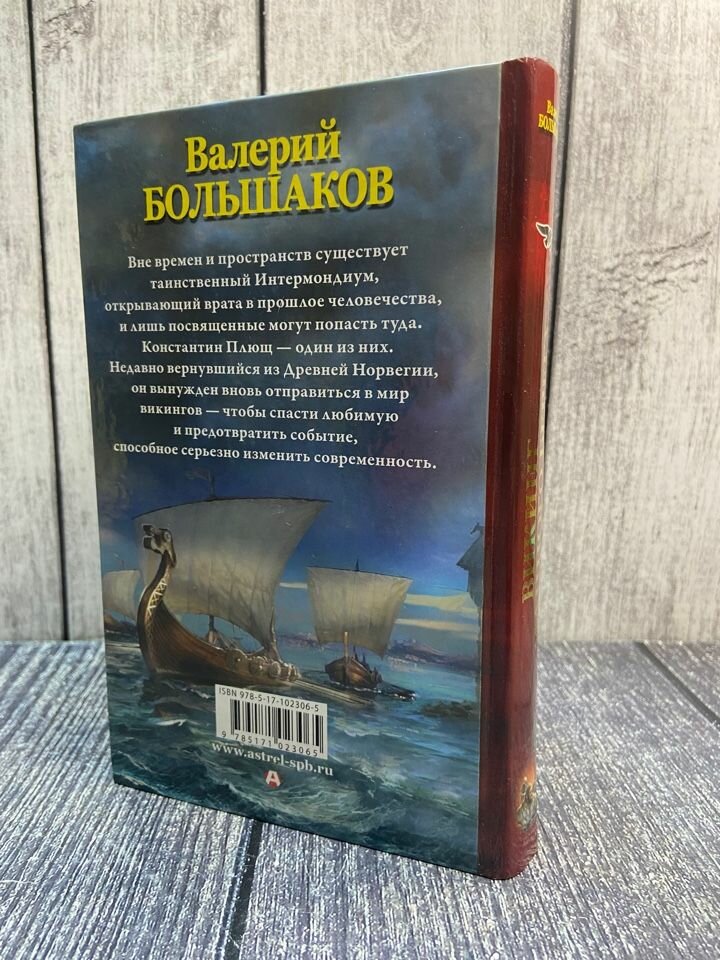 Валерий
БОЛЬШАКОВ
Вне времен и пространств существует
таинственный Интермондиум,
открывающий врата в прошлое человечества,
и лишь посвященные могут попасть туда.
Константин Плющ — один из них.
Недавно вернувшийся из Древней Норвегии,
он вынужден вновь отправиться в мир
викингов — чтобы спасти любимую
и предотвратить событие,
способное серьезно изменить современность.
ISBN 978-5-17-102306-5
9 785171 023065
www.astrel-spb.ru
А